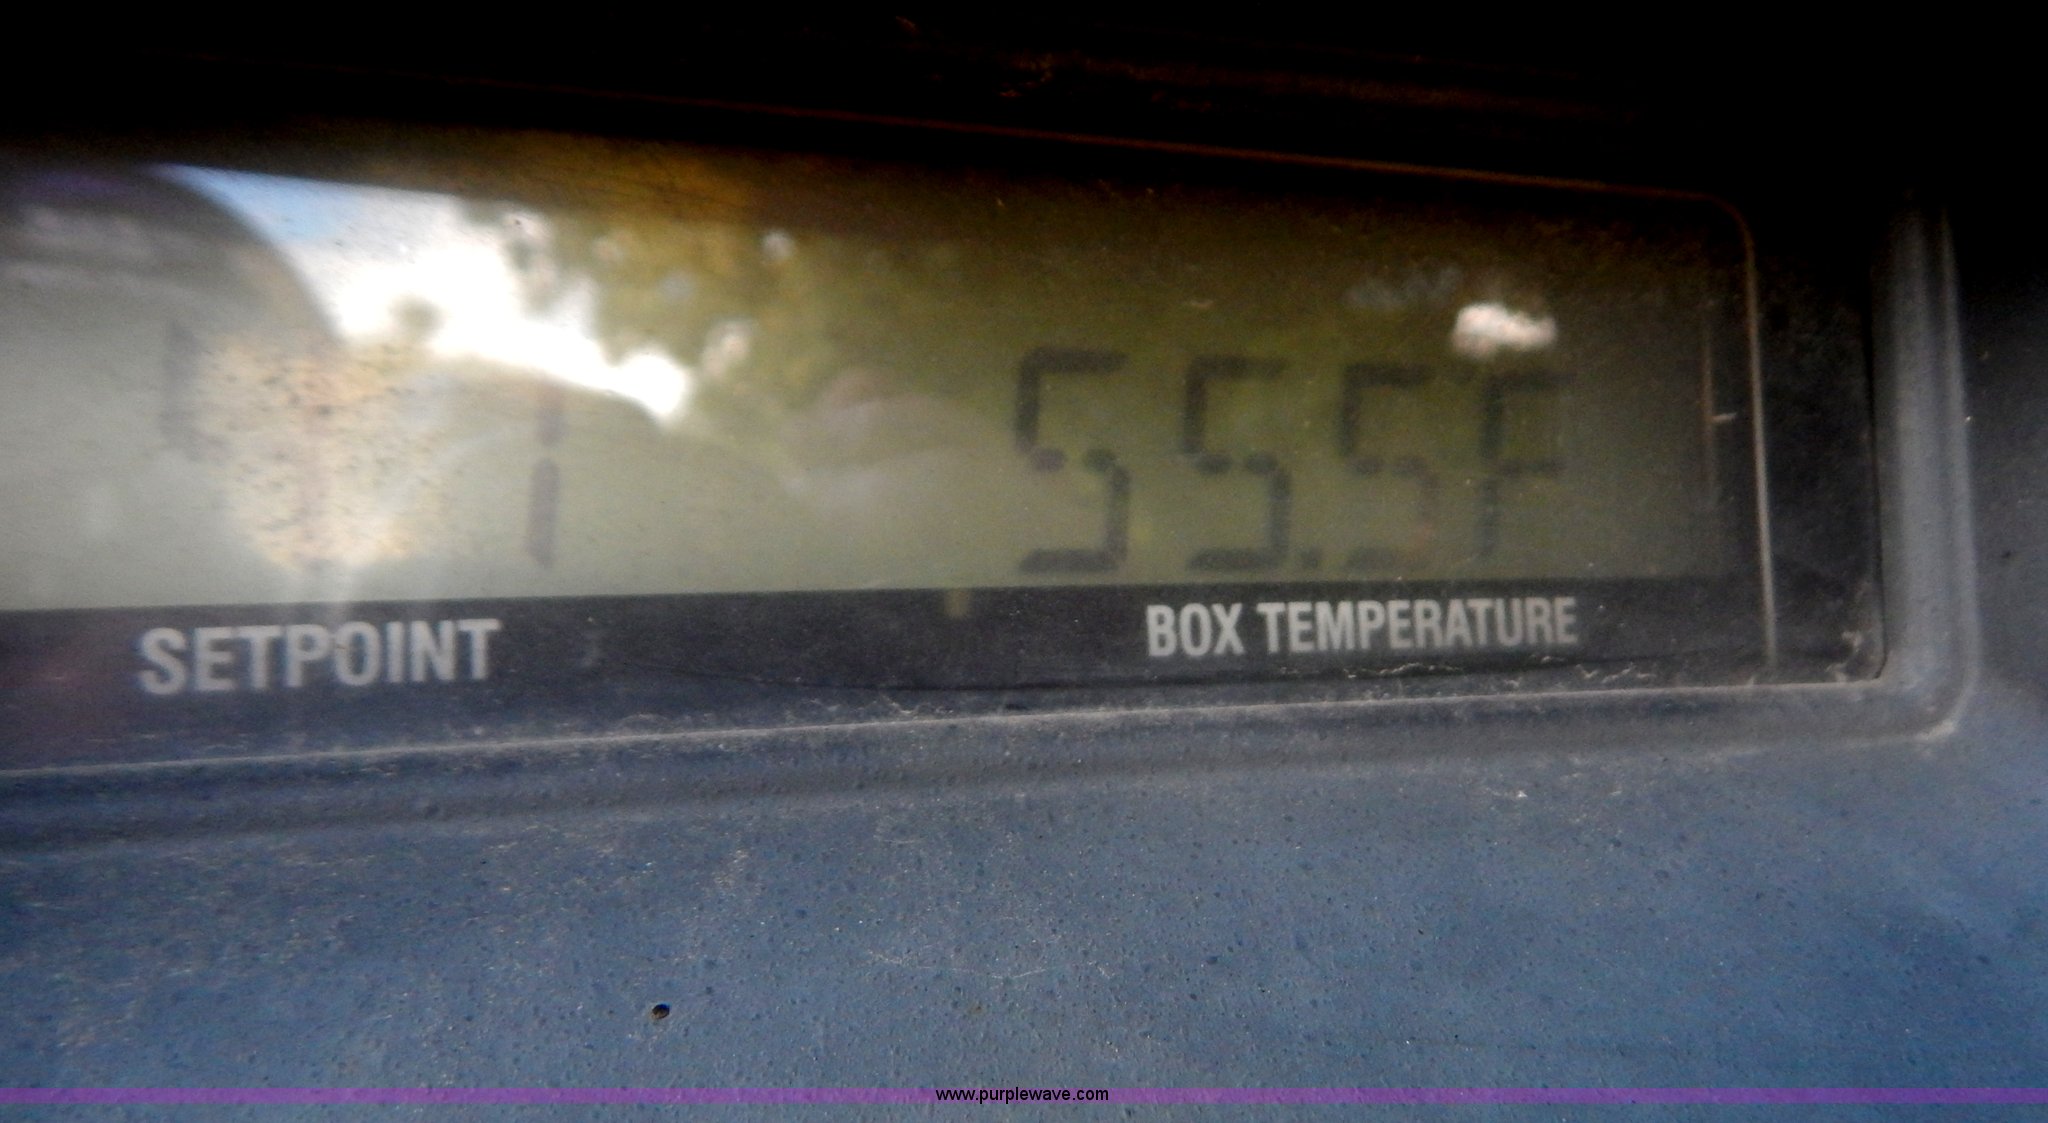 55.5F
SETPOINT
BOX TEMPERATURE
www.purplewave.com